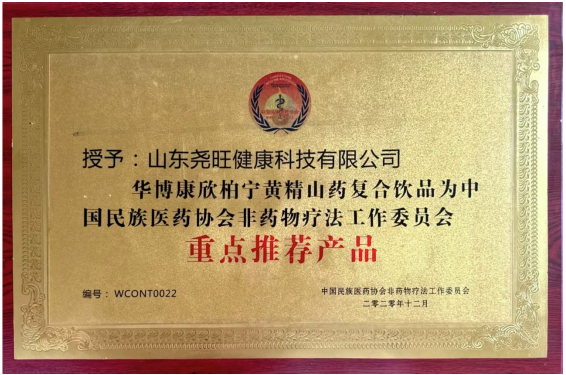 授予：山东尧旺健康科技有限公司
华博康欣柏宁黄精山药复合饮品为中
国民族医药协会非药物疗法工作委员会
重点推荐产品
编号：WCONT0022
中国民族医药协会非药物疗法工作委员会
二零二零年十二月